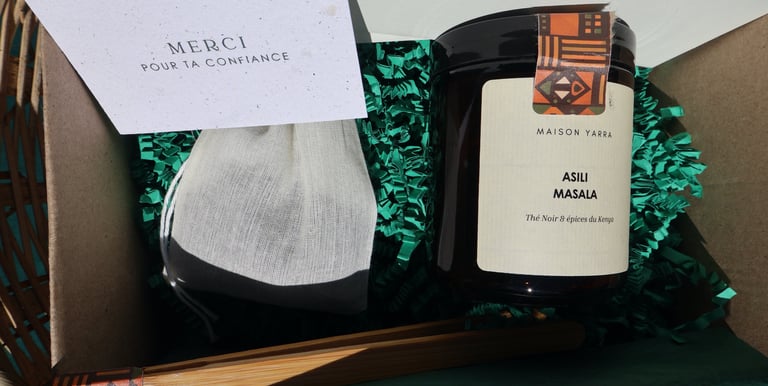 MERCI
POUR TA CONFIANCE
MAISON YARRA
ASILI
MASALA
Thé Noir & épices du Kenya